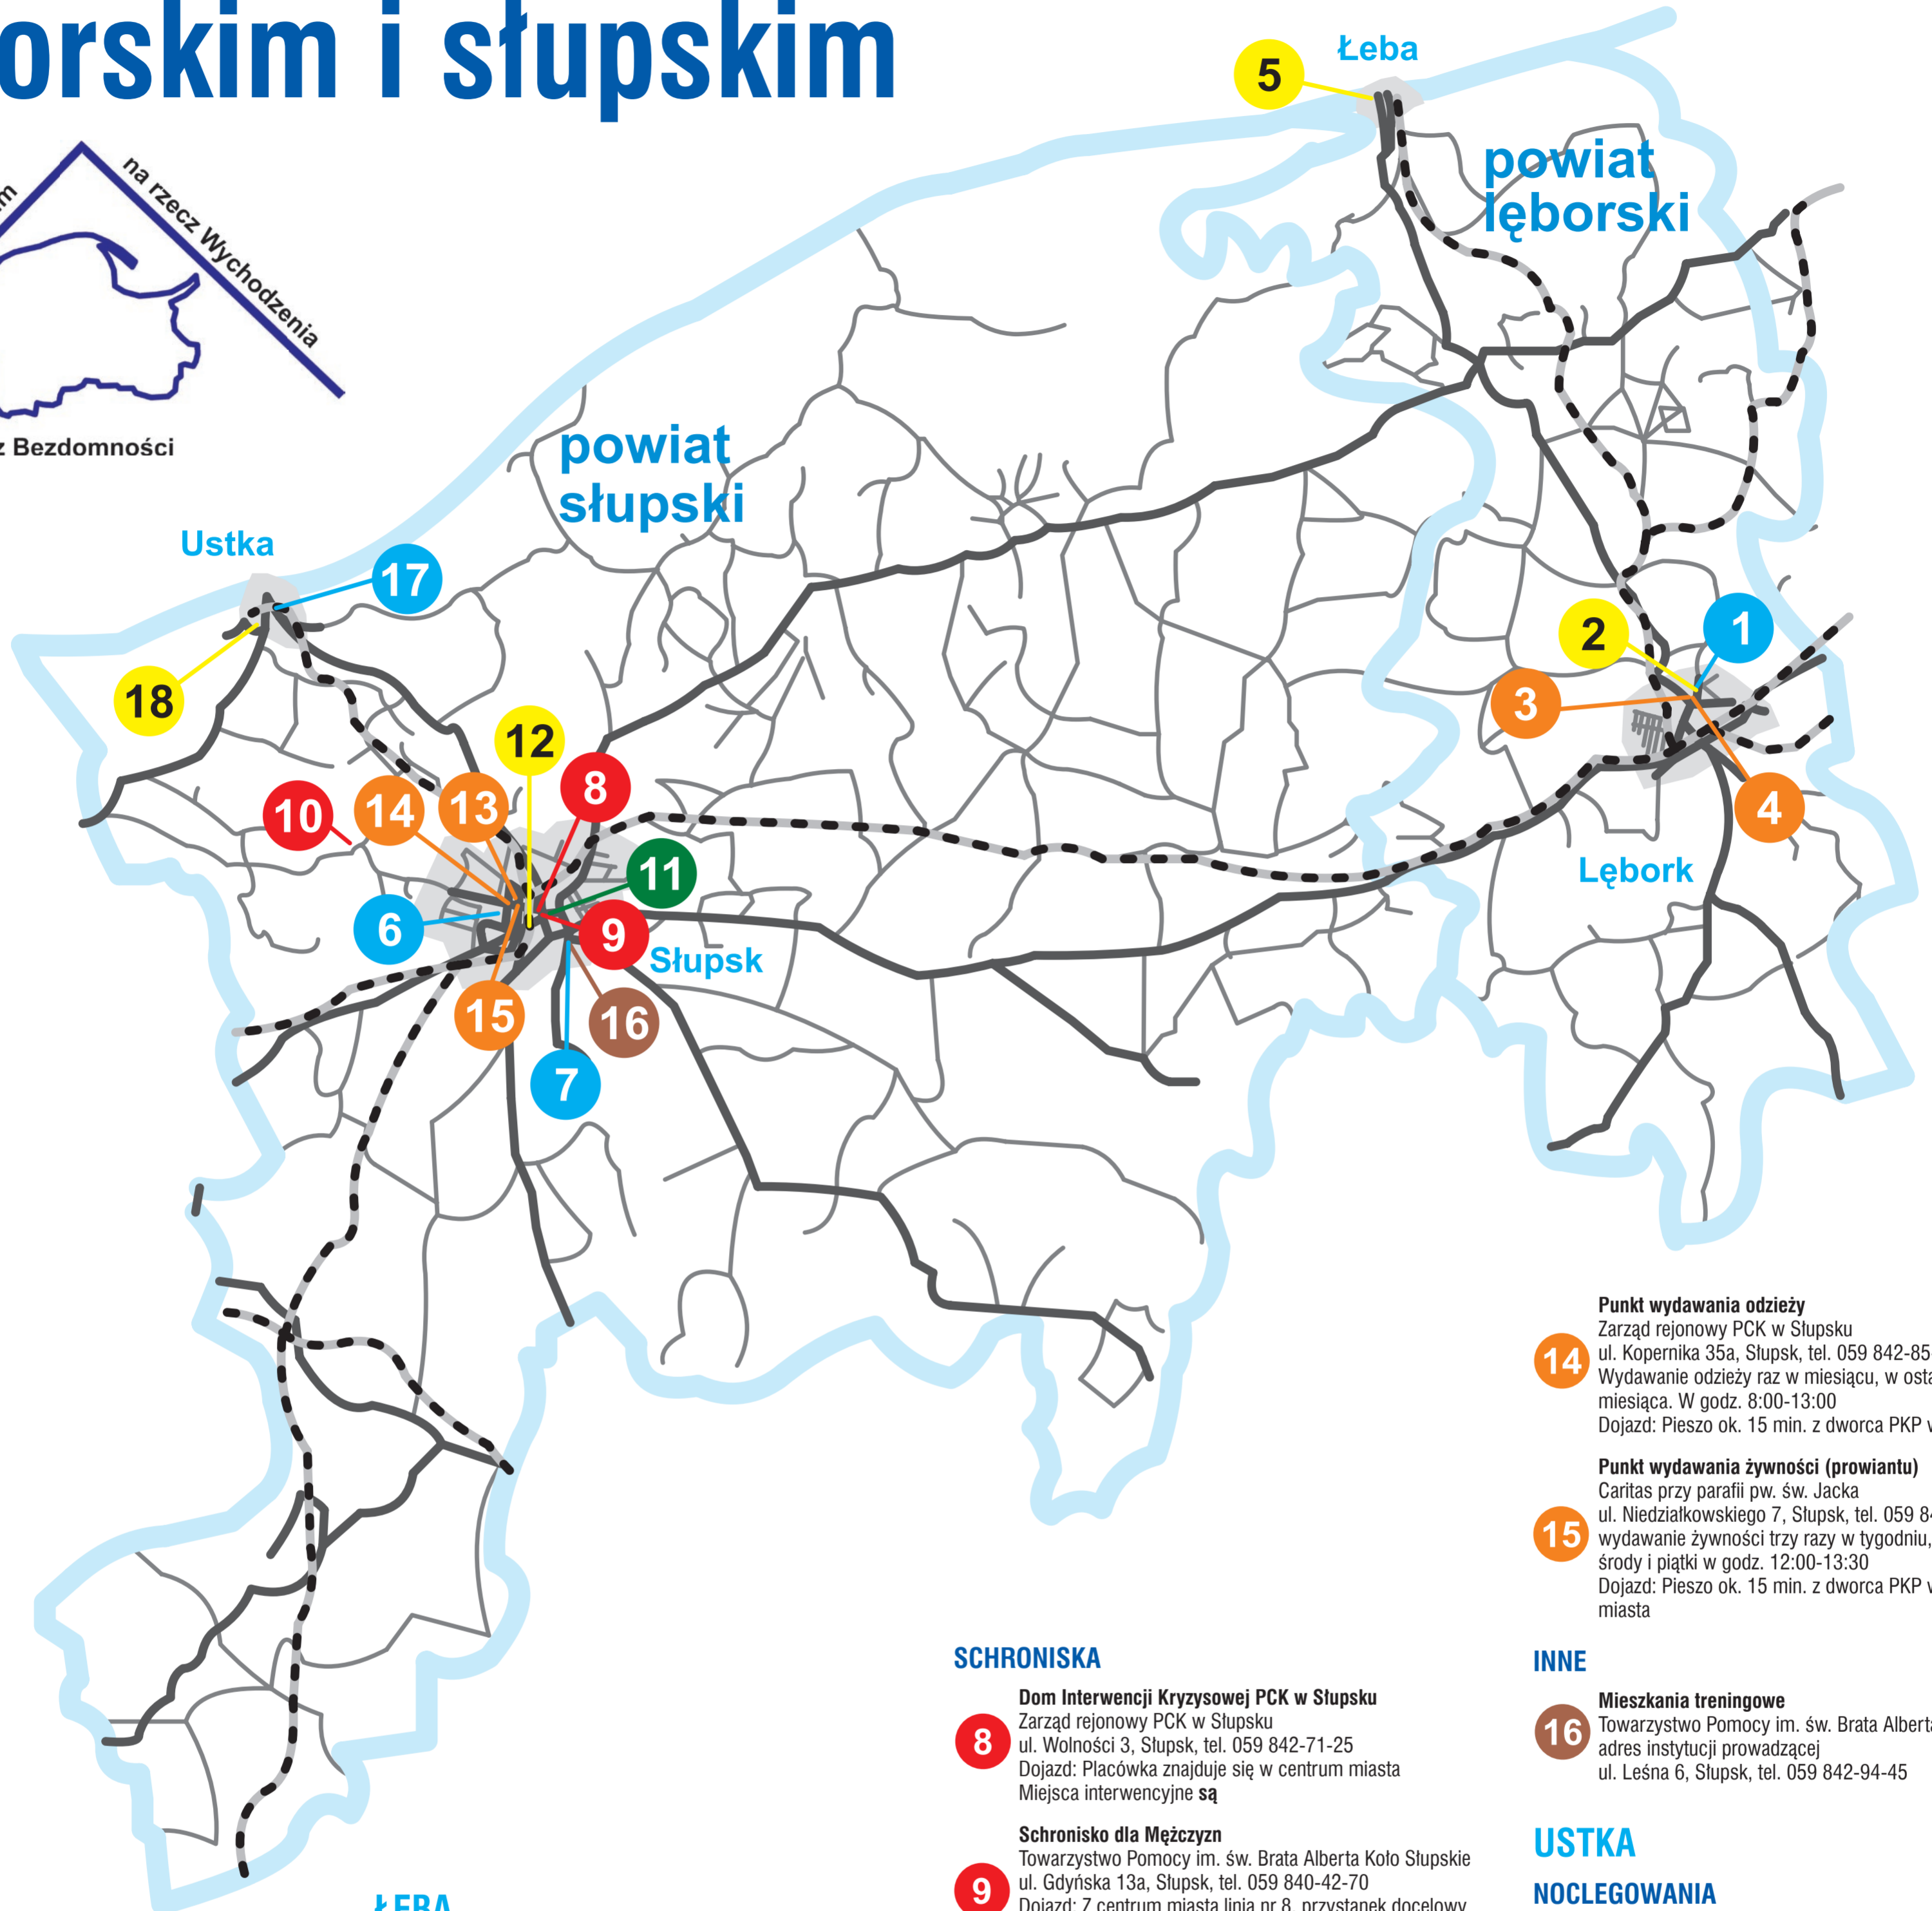 orskim i słupskim
na rzecz Wychodzenia
z Bezdomności
Łeba
5
powiat
lęborski
powiat
słupski
Ustka
17
18
2
1
3
4
Lębork
12
8
10
14
13
11
6
9
Słupsk
15
16
7
SCHRONISKA
Dom Interwencji Kryzysowej PCK w Słupsku
Zarząd rejonowy PCK w Słupsku
8
ul. Wolności 3, Słupsk, tel. 059 842-71-25
Dojazd: Placówka znajduje się w centrum miasta
Miejsca interwencyjne są
Schronisko dla Mężczyzn
Towarzystwo Pomocy im. św. Brata Alberta Koło Słupskie
9
ul. Gdyńska 13a, Słupsk, tel. 059 840-42-70
Dojazd: Z centrum miasta linia nr 8, przystanek docelowy
Punkt wydawania odzieży
Zarząd rejonowy PCK w Słupsku
14
ul. Kopernika 35a, Słupsk, tel. 059 842-85
Wydawanie odzieży raz w miesiącu, w osta
miesiąca. W godz. 8:00-13:00
Dojazd: Pieszo ok. 15 min. z dworca PKP w
Punkt wydawania żywności (prowiantu)
Caritas przy parafii pw. św. Jacka
15
ul. Niedziałkowskiego 7, Słupsk, tel. 059 84
wydawanie żywności trzy razy w tygodniu,
środy i piątki w godz. 12:00-13:30
Dojazd: Pieszo ok. 15 min. z dworca PKP w
miasta
INNE
Mieszkania treningowe
16
Towarzystwo Pomocy im. św. Brata Alberta
adres instytucji prowadzącej
ul. Leśna 6, Słupsk, tel. 059 842-94-45
USTKA
NOCLEGOWANIA
ŁEBA